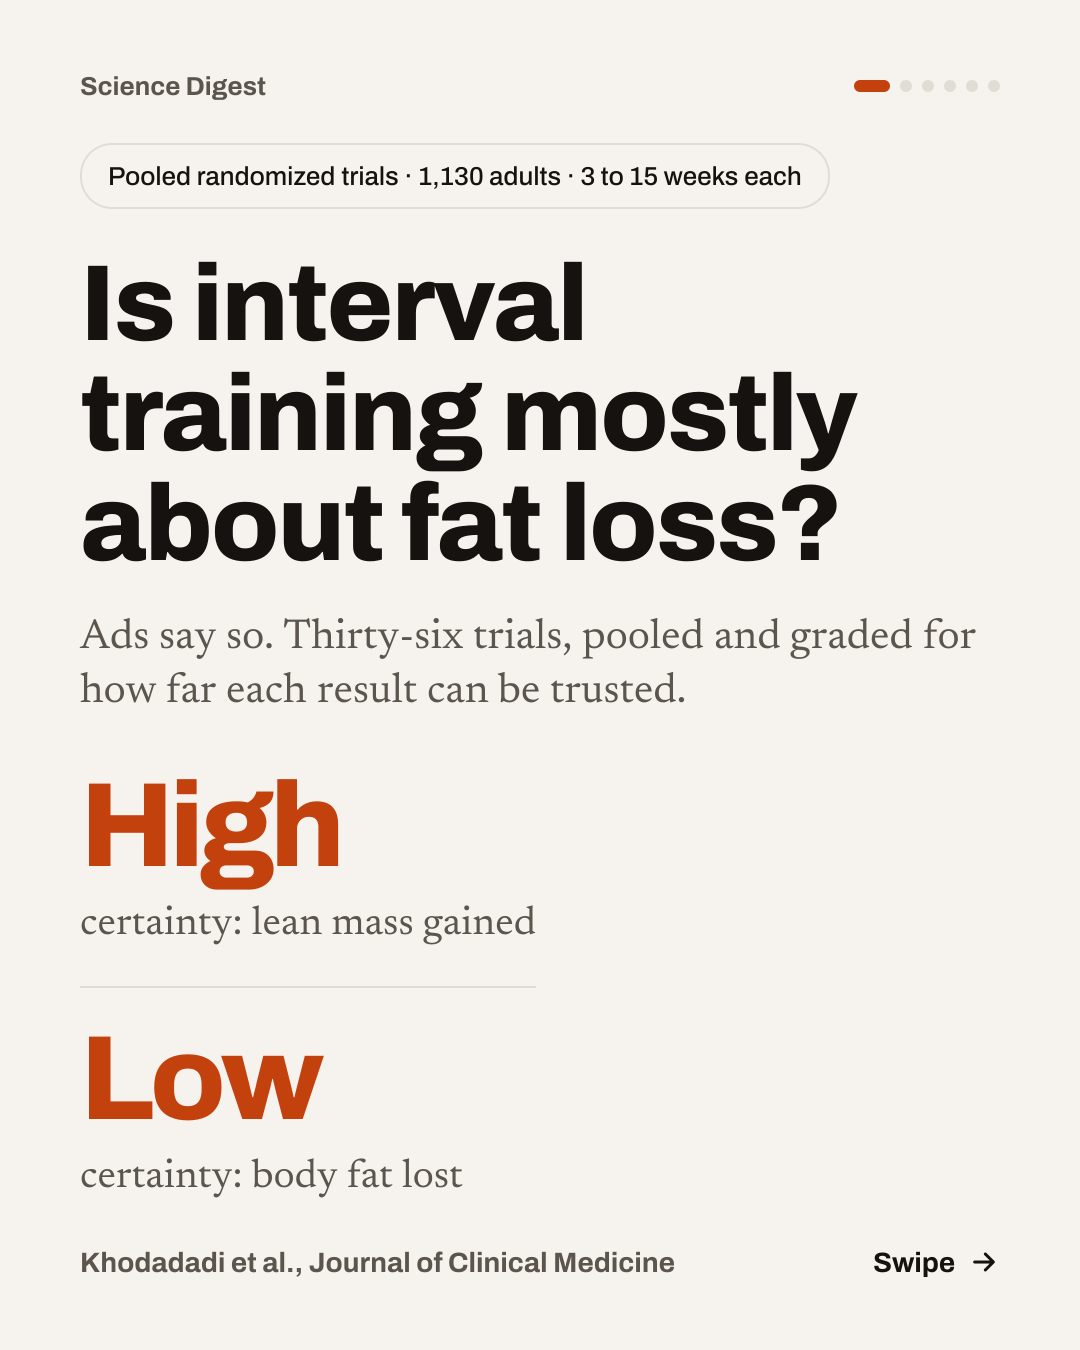 Science Digest
Pooled randomized trials · 1,130 adults · 3 to 15 weeks each
Is interval
training mostly
about fat loss?
Ads say so. Thirty-six trials, pooled and graded for
how far each result can be trusted.
High
certainty: lean mass gained
Low
certainty: body fat lost
Khodadadi et al., Journal of Clinical Medicine
Swipe →